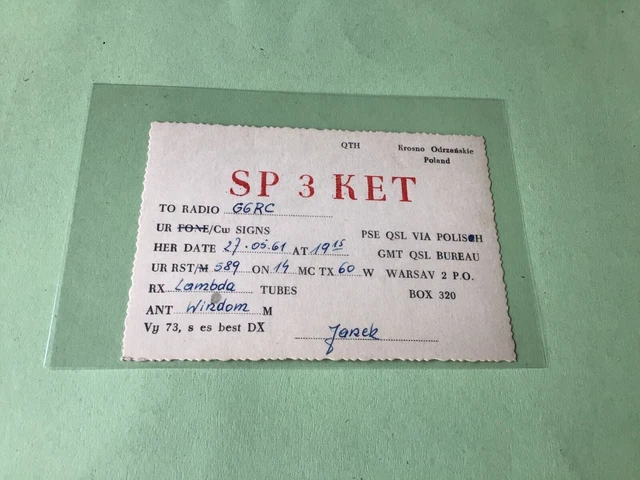 QTH Krosno Odrzańskie
Poland
SP 3 KET
TO RADIO G6RC
UR FONE/Cw SIGNS
PSE QSL VIA POLISH
HER DATE 27.05.61 AT 19 15
GMT QSL BUREAU
UR RST/M 589 ON 14 MC TX 60 W
WARSAV 2 P.O.
RX Lambda TUBES
BOX 320
ANT Windom M
Vy 73, s es best DX
Janek